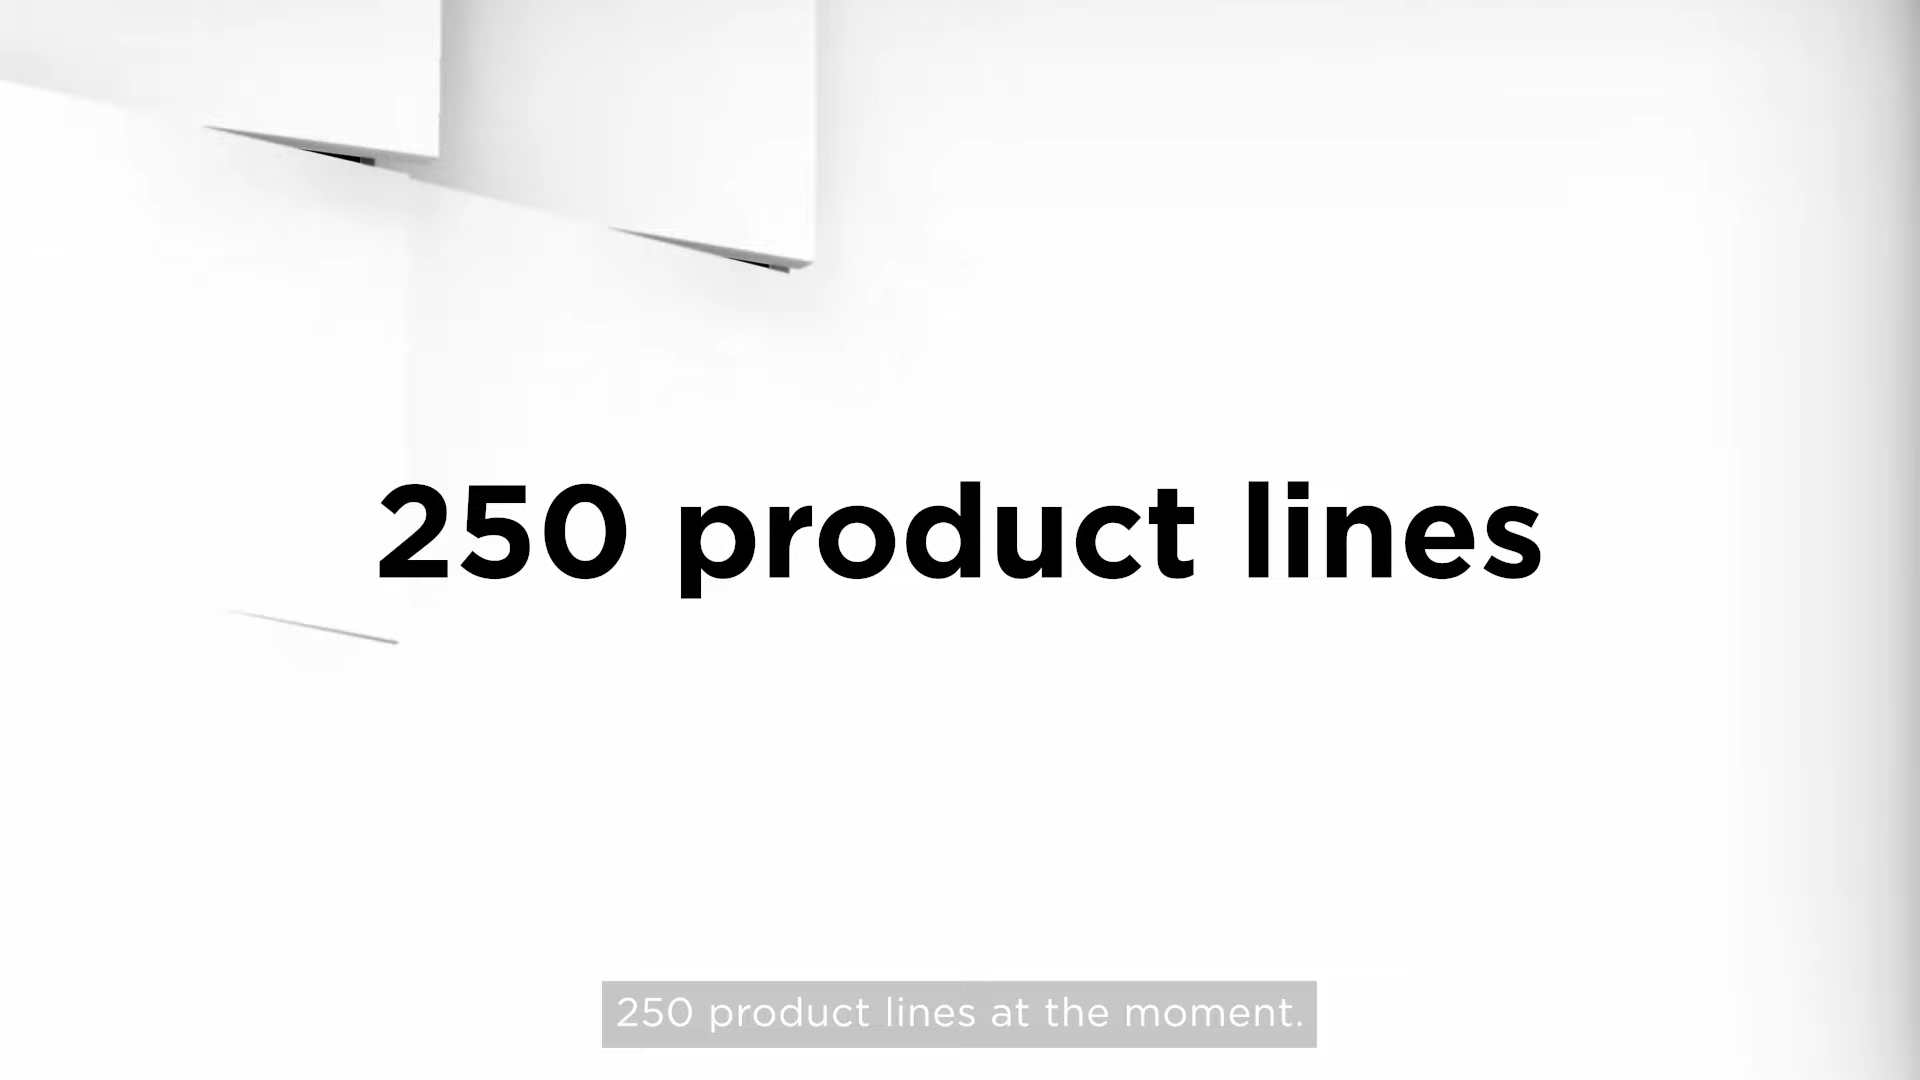 250 product lines
250 product lines at the moment.